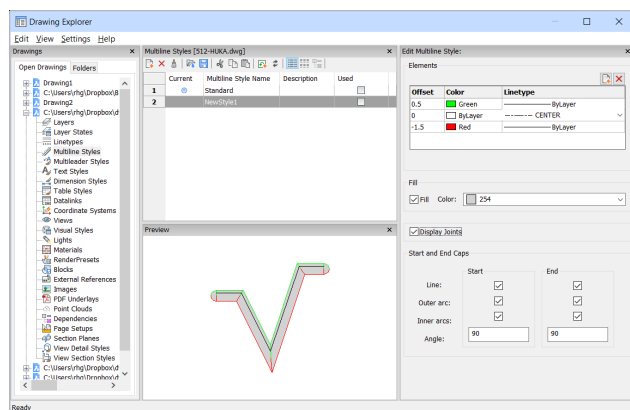 Drawing Explorer
Edit View Settings Help
Drawings
Open Drawings Folders
Drawing1
C:\Users\rhg\Dropbox\B
Drawing2
C:\Users\rhg\Dropbox\d
Layers
Layer States
Linetypes
Multiline Styles
Multileader Styles
Text Styles
Dimension Styles
Table Styles
Datalinks
Coordinate Systems
Views
Visual Styles
Lights
Materials
RenderPresets
Blocks
External References
Images
PDF Underlays
Point Clouds
Dependencies
Page Setups
Section Planes
View Detail Styles
View Section Styles
C:\Users\rhg\Dropbox\d
C:\Users\rhg\Dropbox\d
Multiline Styles [512-HUKA.dwg]
Current Multiline Style Name Description Used
1 Standard
2 NewStyle1
Preview
Edit Multiline Style:
Elements
Offset Color Linetype
0.5 Green ByLayer
0 ByLayer CENTER
-1.5 Red ByLayer
Fill
Fill Color: 254
Display Joints
Start and End Caps
Start End
Line:
Outer arc:
Inner arcs:
Angle: 90 90
Ready